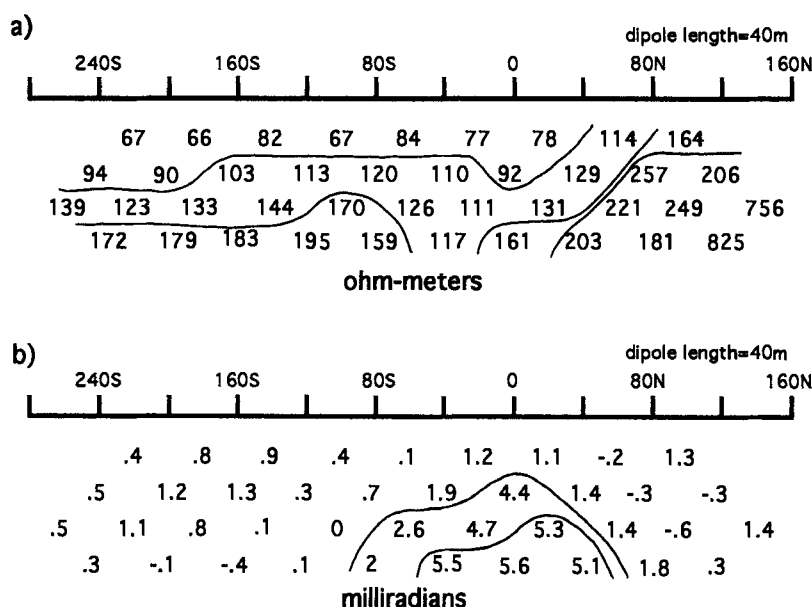 a)
dipole length=40m
240S 160S 80S 0 80N 160N
67 66 82 67 84 77 78 114 164
94 90 103 113 120 110 92 129 257 206
139 123 133 144 170 126 111 131 221 249 756
172 179 183 195 159 117 161 203 181 825
ohm-meters
b)
dipole length=40m
240S 160S 80S 0 80N 160N
.4 .8 .9 .4 .1 1.2 1.1 -.2 1.3
.5 1.2 1.3 .3 .7 1.9 4.4 1.4 -.3 -.3
.5 1.1 .8 .1 0 2.6 4.7 5.3 1.4 -.6 1.4
.3 -.1 -.4 .1 2 5.5 5.6 5.1 1.8 .3
milliradians